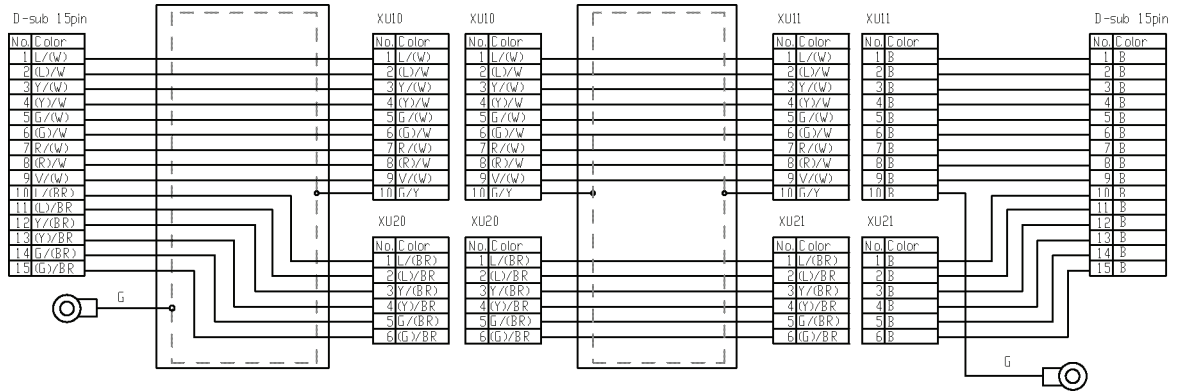 D-sub 15pin
No. Color
1 L/(W)
2 (L)/W
3 Y/(W)
4 (Y)/W
5 G/(W)
6 (G)/W
7 R/(W)
8 (R)/W
9 V/(W)
10 L/(BR)
11 (L)/BR
12 Y/(BR)
13 (Y)/BR
14 G/(BR)
15 (G)/BR
G
XU10
No. Color
1 L/(W)
2 (L)/W
3 Y/(W)
4 (Y)/W
5 G/(W)
6 (G)/W
7 R/(W)
8 (R)/W
9 V/(W)
10 G/Y
XU20
No. Color
1 L/(BR)
2 (L)/BR
3 Y/(BR)
4 (Y)/BR
5 G/(BR)
6 (G)/BR
XU10
No. Color
1 L/(W)
2 (L)/W
3 Y/(W)
4 (Y)/W
5 G/(W)
6 (G)/W
7 R/(W)
8 (R)/W
9 V/(W)
10 G/Y
XU20
No. Color
1 L/(BR)
2 (L)/BR
3 Y/(BR)
4 (Y)/BR
5 G/(BR)
6 (G)/BR
XU11
No. Color
1 L/(W)
2 (L)/W
3 Y/(W)
4 (Y)/W
5 G/(W)
6 (G)/W
7 R/(W)
8 (R)/W
9 V/(W)
10 G/Y
XU21
No. Color
1 L/(BR)
2 (L)/BR
3 Y/(BR)
4 (Y)/BR
5 G/(BR)
6 (G)/BR
XU11
No. Color
1 B
2 B
3 B
4 B
5 B
6 B
7 B
8 B
9 B
10 B
XU21
No. Color
1 B
2 B
3 B
4 B
5 B
6 B
D-sub 15pin
No. Color
1 B
2 B
3 B
4 B
5 B
6 B
7 B
8 B
9 B
10 B
11 B
12 B
13 B
14 B
15 B
G